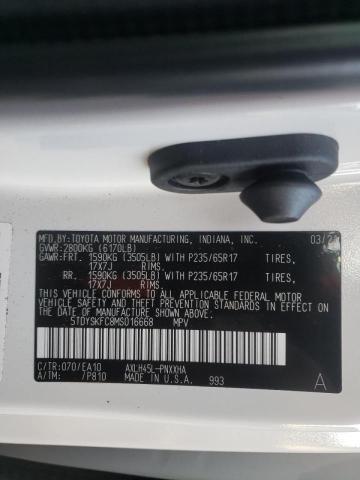 MFD.BY:TOYOTA MOTOR MANUFACTURING, INDIANA, INC. 03/21
GVWR:2800KG (6170LB)
GAWR:FRT. 1590KG (3505LB) WITH P235/65R17 TIRES,
17X7J RIMS.
RR. 1590KG (3505LB) WITH P235/65R17 TIRES,
17X7J RIMS.
THIS VEHICLE CONFORMS TO ALL APPLICABLE FEDERAL MOTOR
VEHICLE SAFETY AND THEFT PREVENTION STANDARDS IN EFFECT
ON THE DATE OF MANUFACTURE SHOWN ABOVE.
5TDYSKFC8MS016668 MPV
C/TR:070/EA10 AXLH45L-PNXXHA
A/TM: /P810 MADE IN U.S.A. 993 A